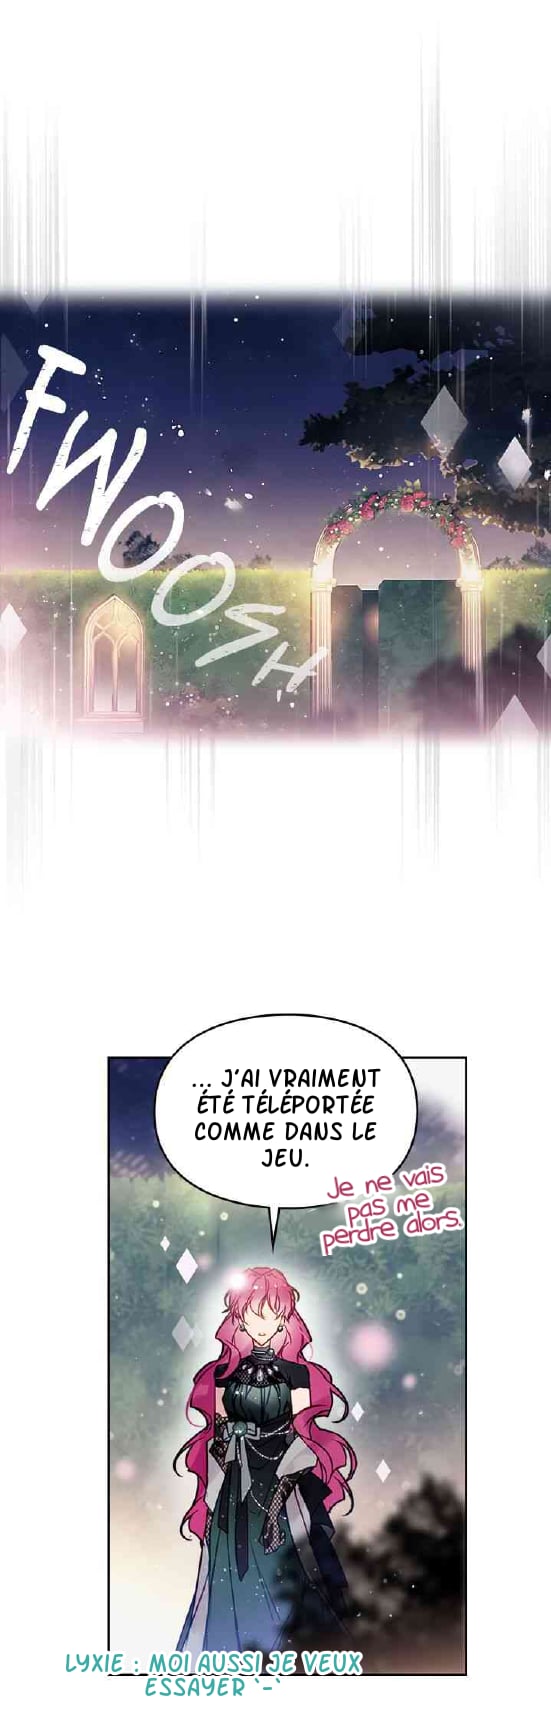 FWOOSH
... J'AI VRAIMENT
ÉTÉ TÉLÉPORTÉE
COMME DANS LE
JEU.
Je ne vais
pas me
perdre alors.
LYXIE : MOI AUSSI JE VEUX
ESSAYER '-'